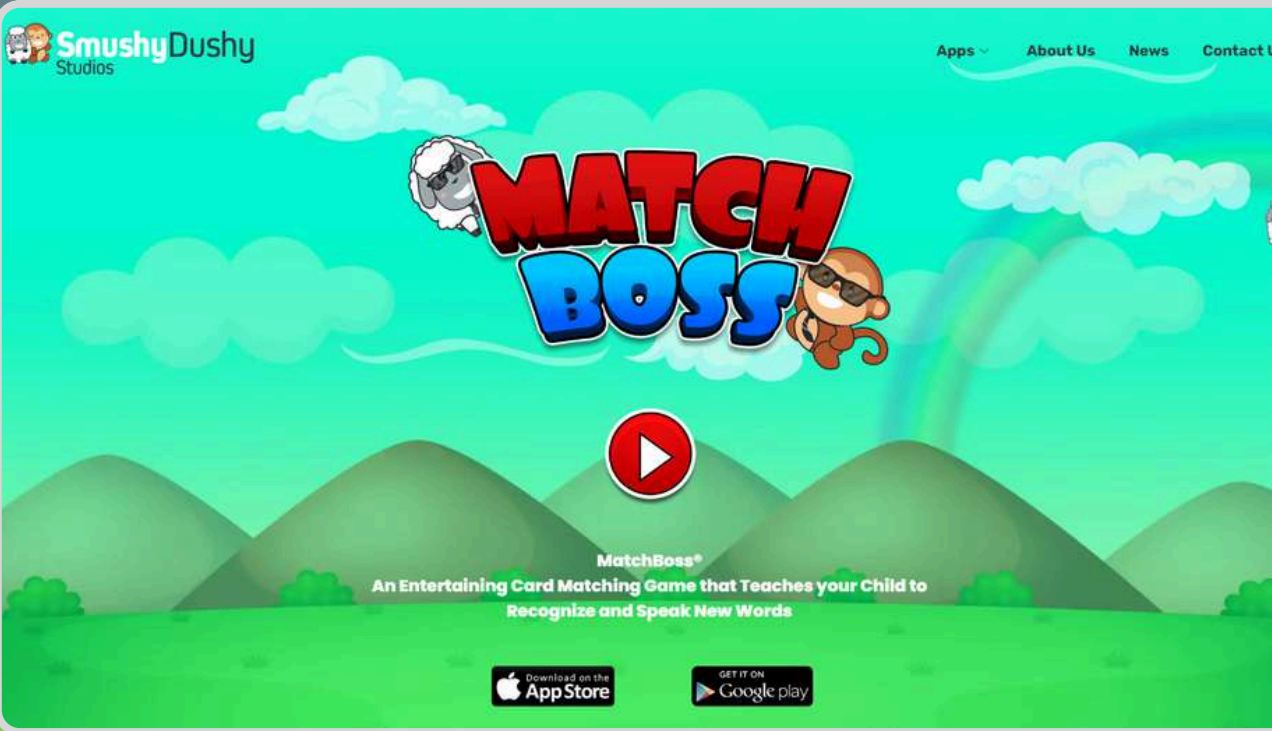 SmushyDushy
Studios
Apps
About Us
News
Contact
MATCH
BOSS
MatchBoss®
An Entertaining Card Matching Game that Teaches your Child to
Recognize and Speak New Words
Download on the
App Store
GET IT ON
Google play